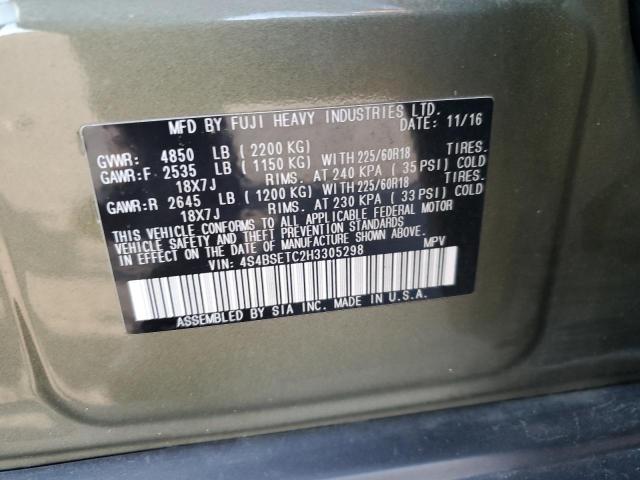 MFD BY FUJI HEAVY INDUSTRIES LTD.
DATE: 11/16
GVWR: 4850 LB ( 2200 KG)
GAWR:F 2535 LB ( 1150 KG) WITH 225/60R18 TIRES.
18X7J RIMS. AT 240 KPA ( 35 PSI) COLD
GAWR:R 2645 LB ( 1200 KG) WITH 225/60R18 TIRES.
18X7J RIMS. AT 230 KPA ( 33 PSI) COLD
THIS VEHICLE CONFORMS TO ALL APPLICABLE FEDERAL MOTOR
VEHICLE SAFETY AND THEFT PREVENTION STANDARDS
IN EFFECT ON THE DATE OF MANUFACTURE SHOWN ABOVE.
VIN: 4S4BSETC2H3305298 MPV
ASSEMBLED BY SIA INC. MADE IN U.S.A.